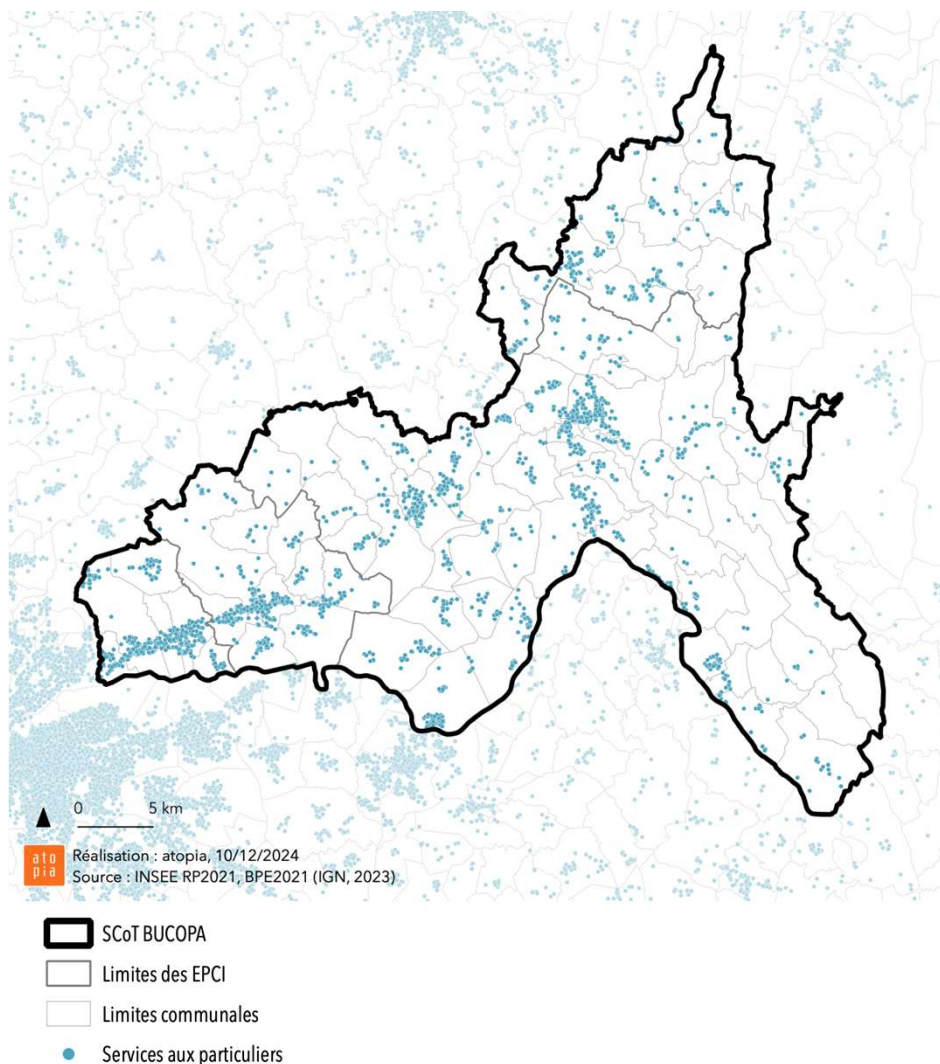 0 5 km
ato
pia
Réalisation : atopia, 10/12/2024
Source : INSEE RP2021, BPE2021 (IGN, 2023)
SCoT BUCOPA
Limites des EPCI
Limites communales
Services aux particuliers